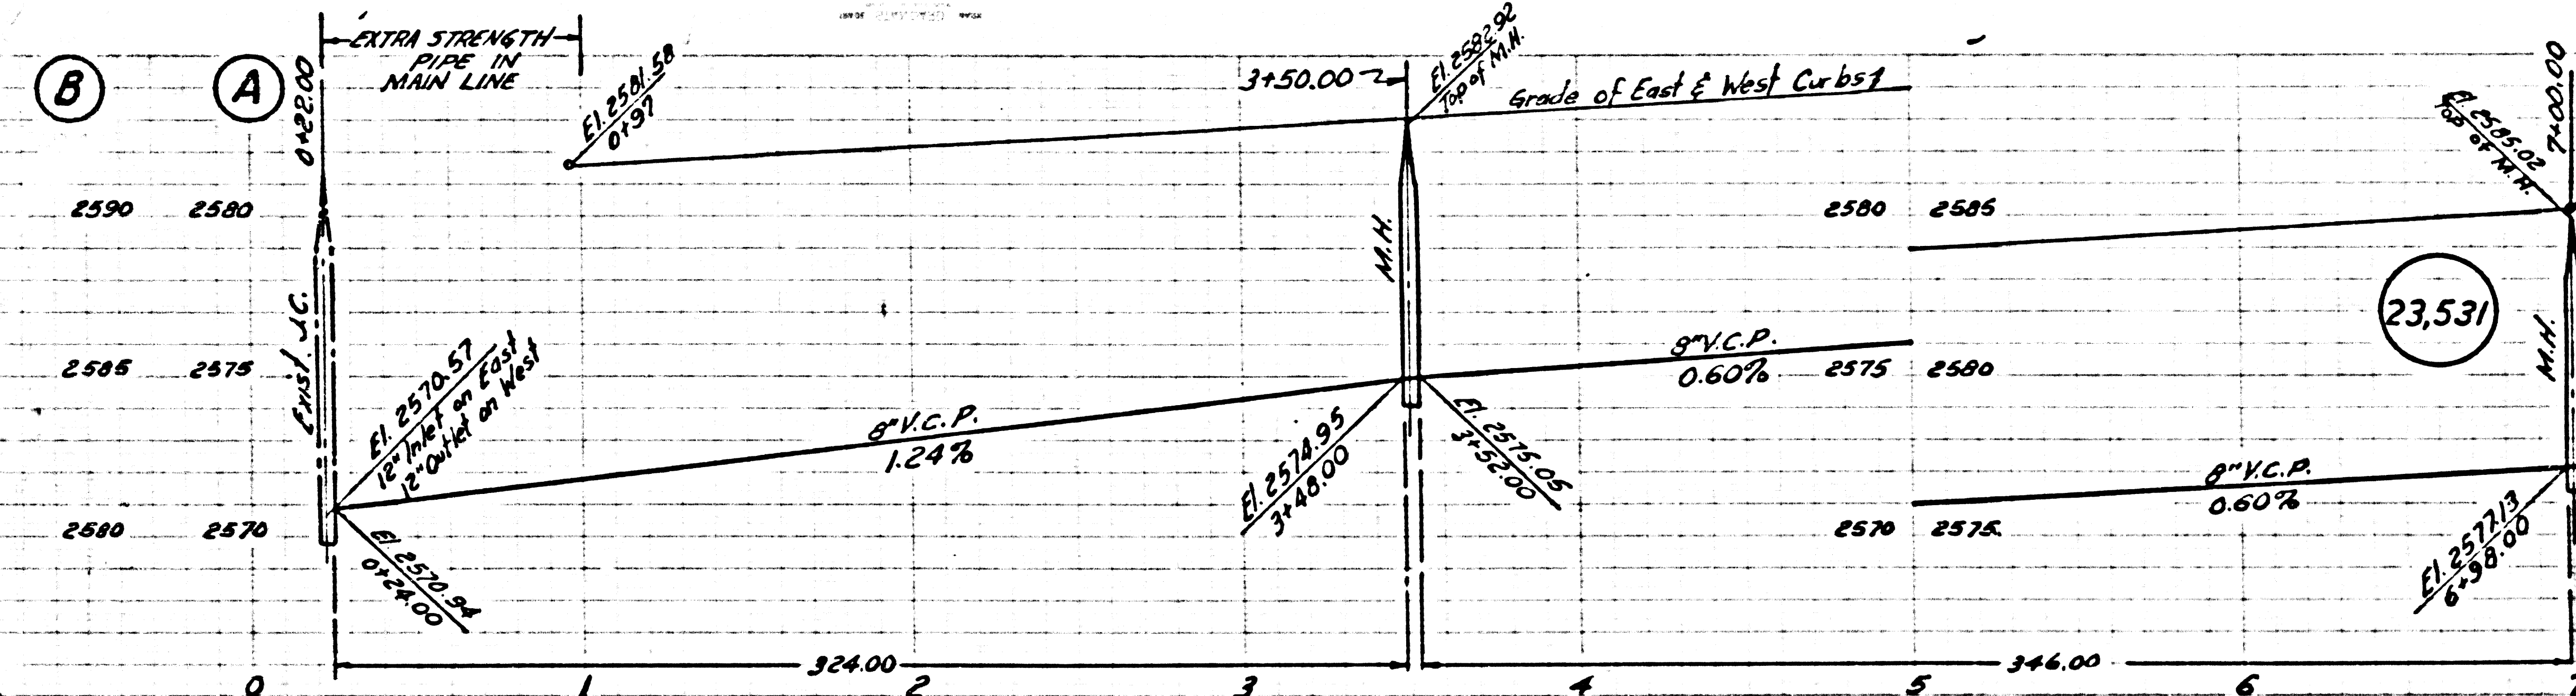 EXTRA STRENGTH
PIPE IN
MAIN LINE
B
A
0+22.00
El. 2581.58
0+97
3+50.00
El. 2582.92
Top of M.H.
Grade of East & West Curbs
El. 2585.02
Top of M.H.
7+00.00
2590 2580
2580 2585
Exist. J.C.
M.H.
23,531
M.H.
2585 2575
El. 2570.57
12" Inlet on East
12" Outlet on West
8" V.C.P.
1.24%
8" V.C.P.
0.60%
2575 2580
El. 2574.95
3+48.00
El. 2575.05
3+52.00
8" V.C.P.
0.60%
2580 2570
2570 2575
El. 2570.94
0+24.00
El. 2577.13
6+98.00
324.00
346.00
0 1 2 3 4 5 6